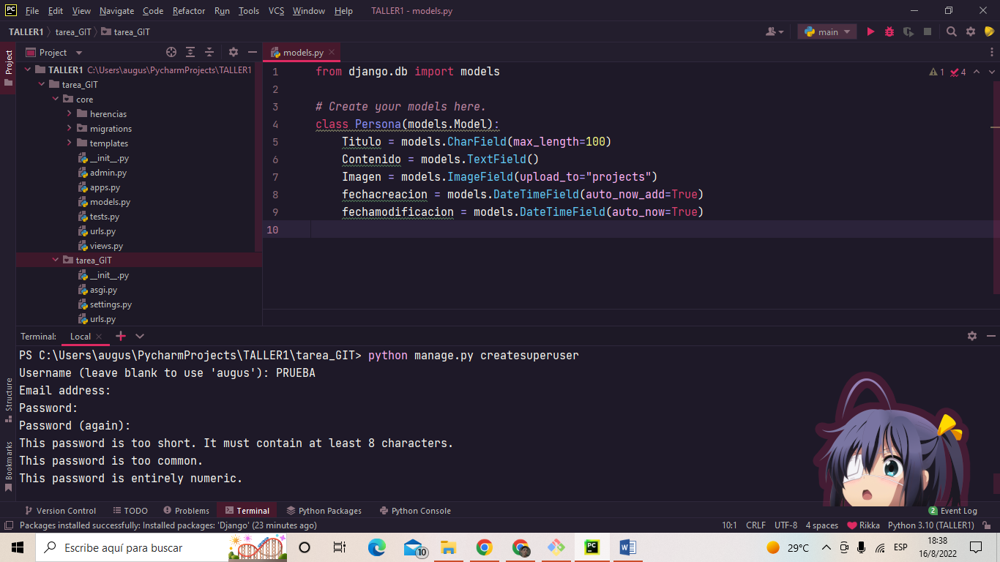 PC File Edit View Navigate Code Refactor Run Tools VCS Window Help TALLER1 - models.py
TALLER1 tarea_GIT tarea_GIT main
Project
Project
models.py
TALLER1 C:\Users\augus\PycharmProjects\TALLER1
tarea_GIT
core
herencias
migrations
templates
__init__.py
admin.py
apps.py
models.py
tests.py
urls.py
views.py
tarea_GIT
__init__.py
asgi.py
settings.py
urls.py
1 from django.db import models
2
3 # Create your models here.
4 class Persona(models.Model):
5 Titulo = models.CharField(max_length=100)
6 Contenido = models.TextField()
7 Imagen = models.ImageField(upload_to="projects")
8 fechacreacion = models.DateTimeField(auto_now_add=True)
9 fechamodificacion = models.DateTimeField(auto_now=True)
10
1 4
Terminal: Local
PS C:\Users\augus\PycharmProjects\TALLER1\tarea_GIT> python manage.py createsuperuser
Username (leave blank to use 'augus'): PRUEBA
Email address:
Password:
Password (again):
This password is too short. It must contain at least 8 characters.
This password is too common.
This password is entirely numeric.
Structure
Bookmarks
Version Control TODO Problems Terminal Python Packages Python Console 2 Event Log
Packages installed successfully: Installed packages: 'Django' (23 minutes ago) 10:1 CRLF UTF-8 4 spaces Rikka Python 3.10 (TALLER1)
Escribe aquí para buscar 10 PC 29°C ESP 18:38
16/8/2022